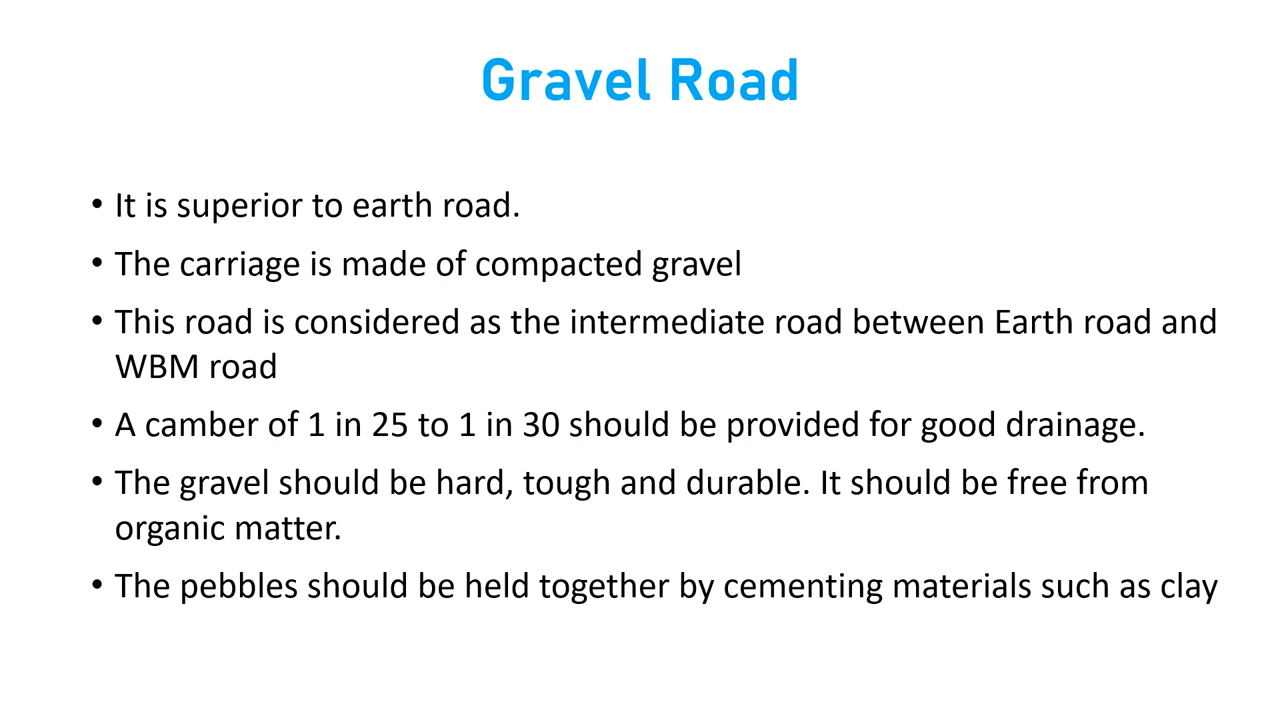 Gravel Road
• It is superior to earth road.
• The carriage is made of compacted gravel
• This road is considered as the intermediate road between Earth road and
WBM road
• A camber of 1 in 25 to 1 in 30 should be provided for good drainage.
• The gravel should be hard, tough and durable. It should be free from
organic matter.
• The pebbles should be held together by cementing materials such as clay